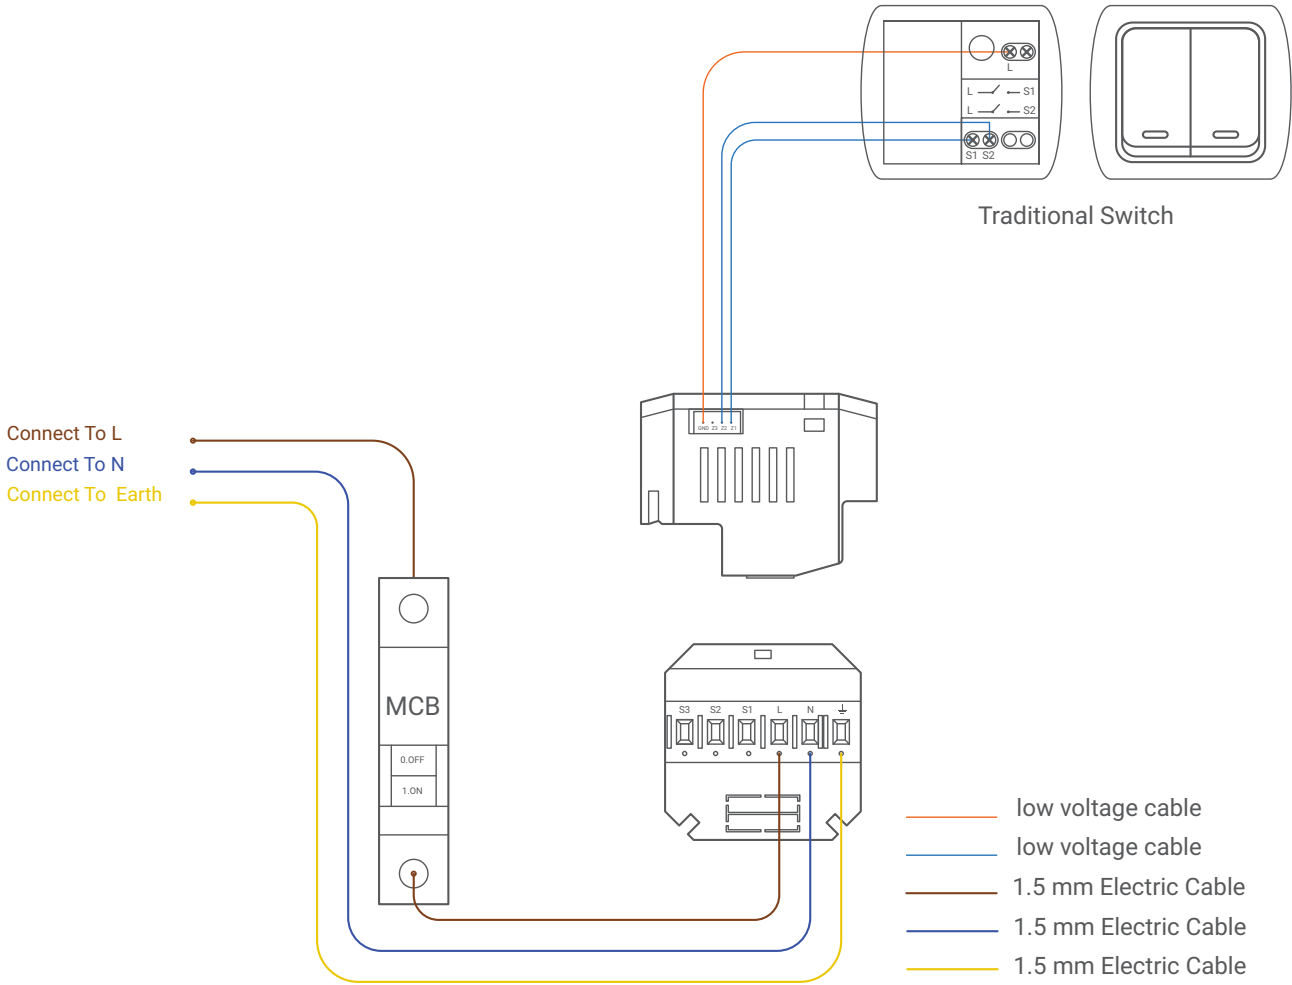 L
L S1
L S2
S1 S2
Traditional Switch
GND Z3 Z2 Z1
Connect To L
Connect To N
Connect To Earth
MCB
0.OFF
1.ON
S3 S2 S1 L N
low voltage cable
low voltage cable
1.5 mm Electric Cable
1.5 mm Electric Cable
1.5 mm Electric Cable